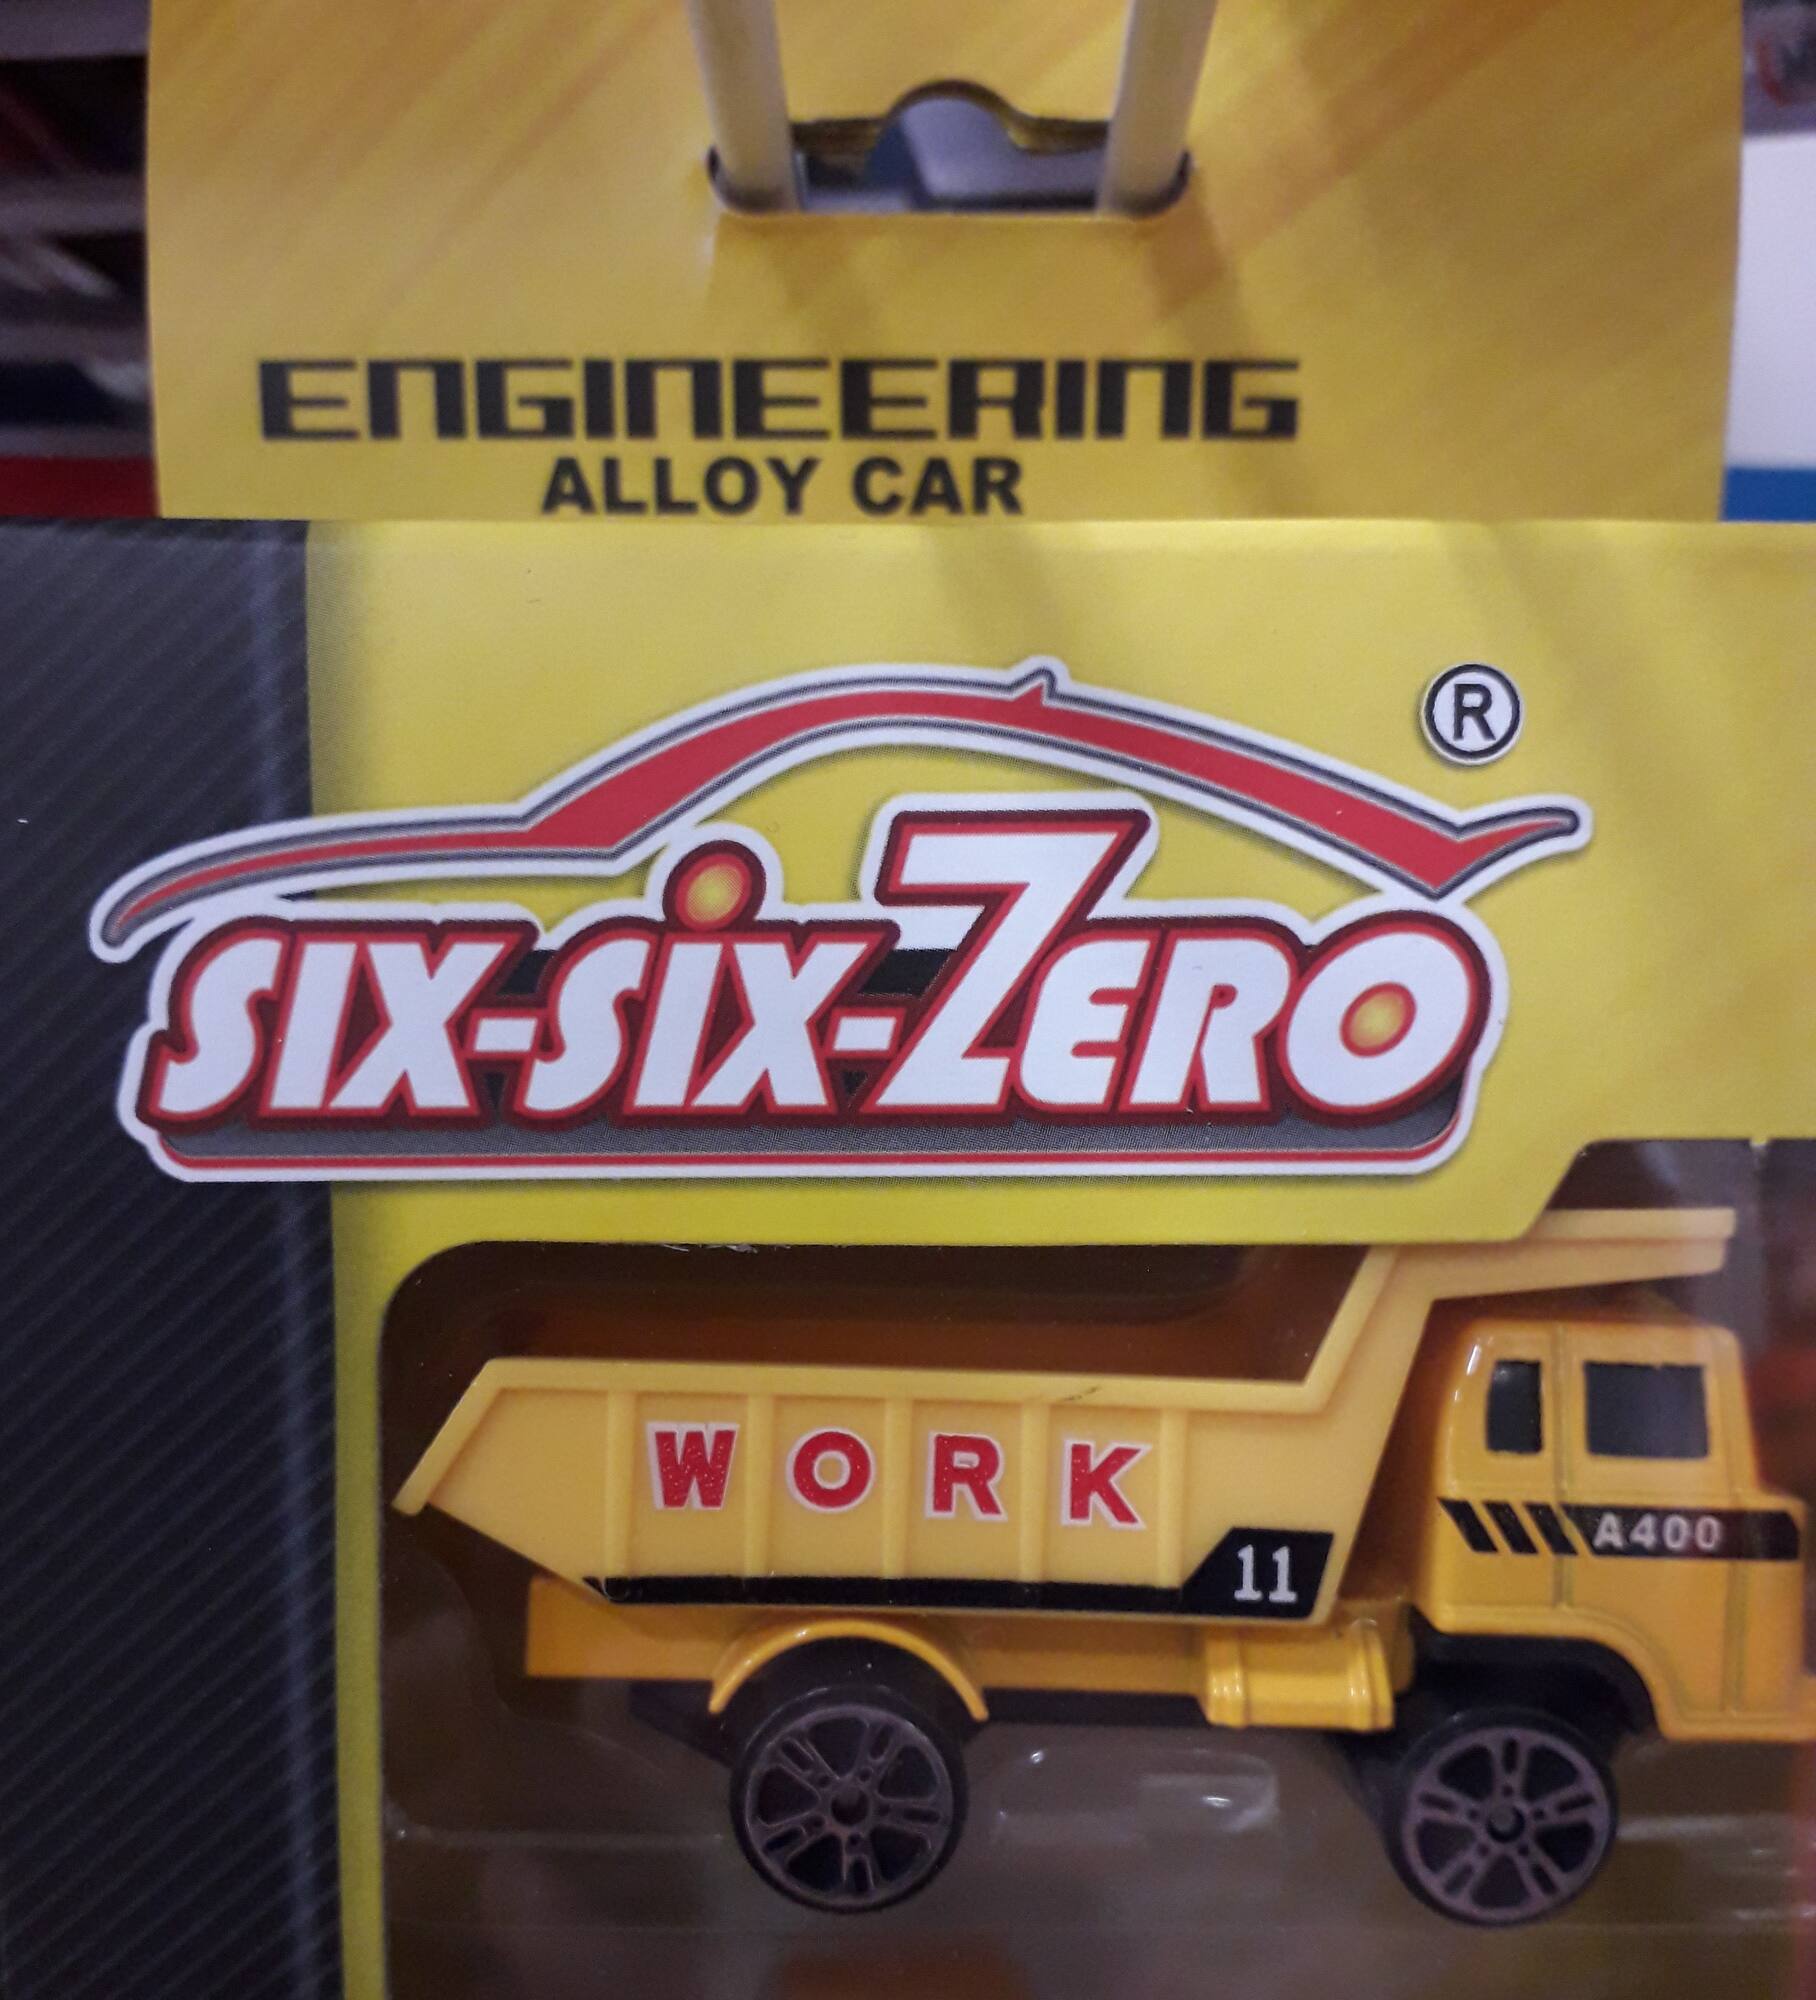 ENGINEERING
ALLOY CAR
®
SIX-SIX-ZERO
WORK
11
A400